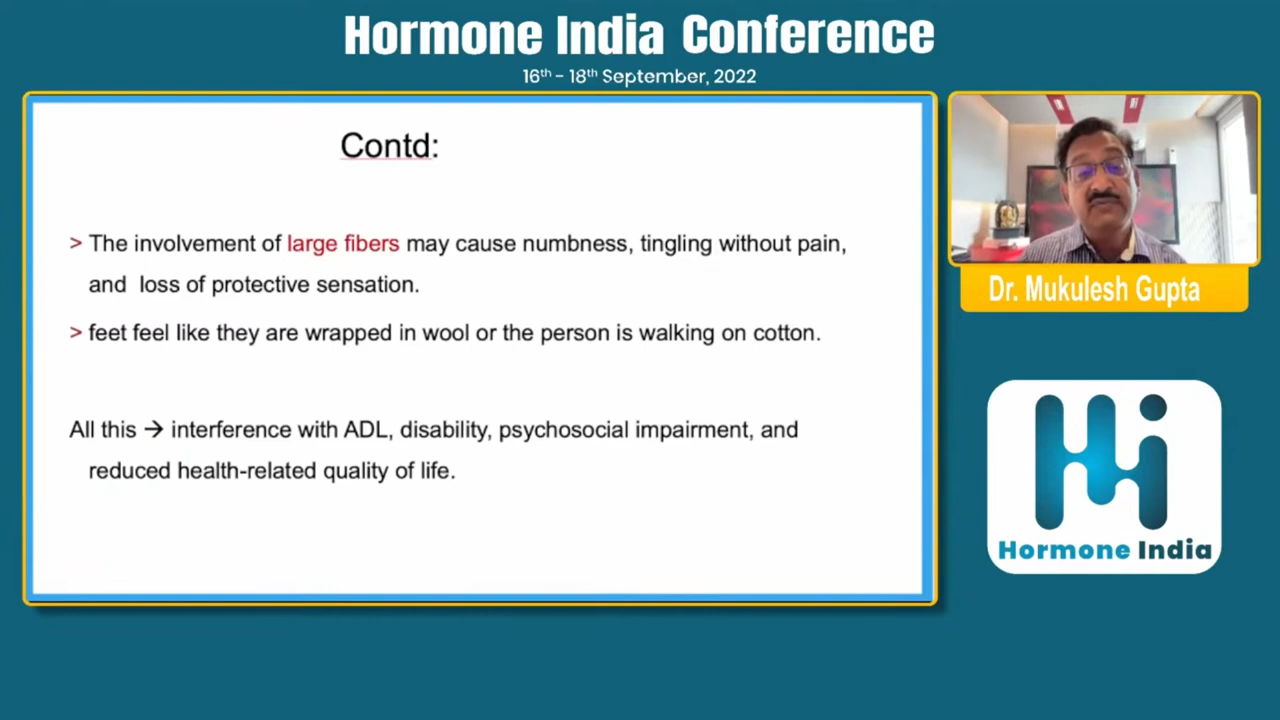 Hormone India Conference
16th - 18th September, 2022
Contd:
> The involvement of large fibers may cause numbness, tingling without pain,
and loss of protective sensation.
> feet feel like they are wrapped in wool or the person is walking on cotton.
All this → interference with ADL, disability, psychosocial impairment, and
reduced health-related quality of life.
Dr. Mukulesh Gupta
Hormone India